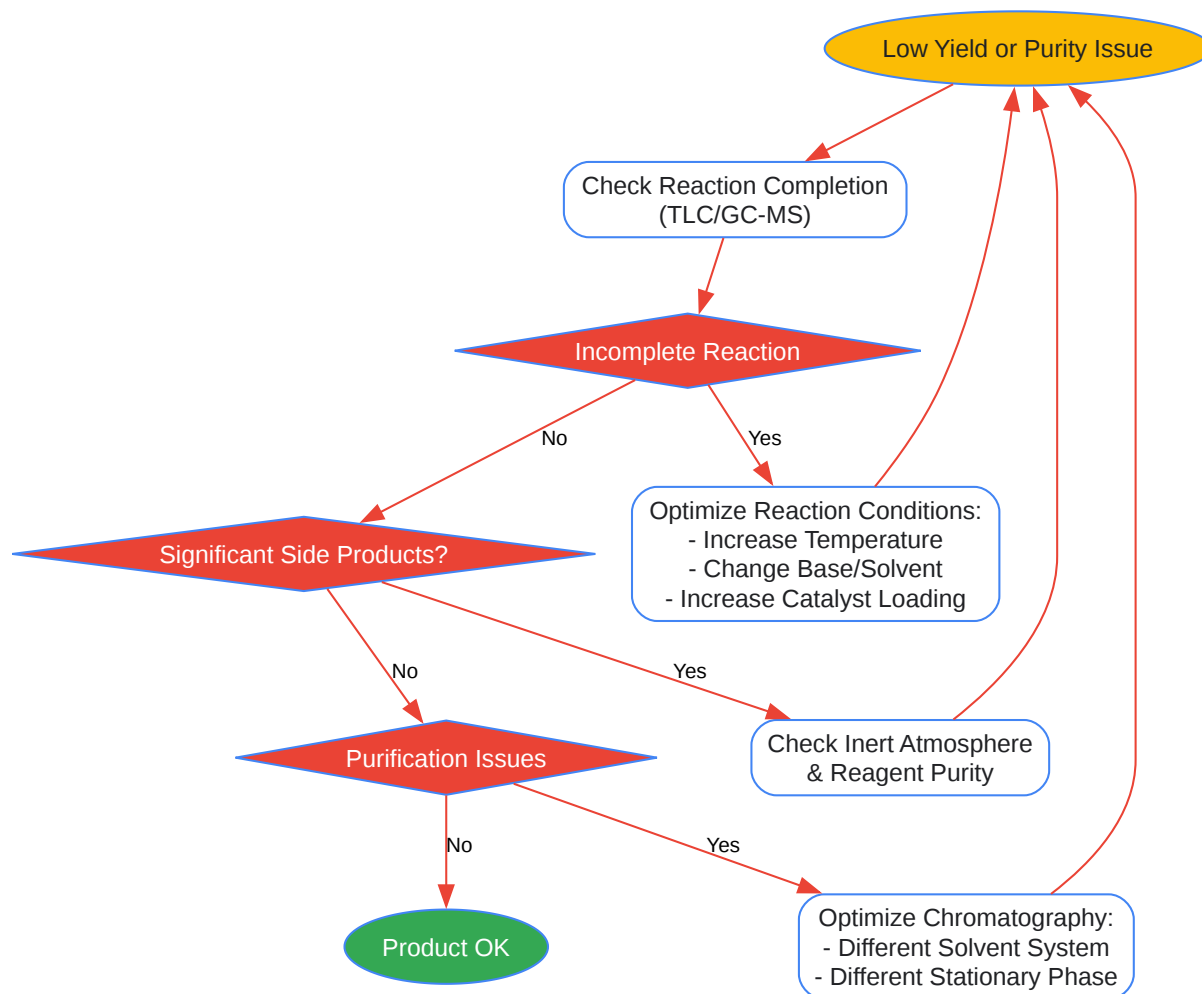 Low Yield or Purity Issue
Check Reaction Completion
(TLC/GC-MS)
Incomplete Reaction
No
Yes
Optimize Reaction Conditions:
- Increase Temperature
- Change Base/Solvent
- Increase Catalyst Loading
Significant Side Products?
No
Yes
Purification Issues
Check Inert Atmosphere
& Reagent Purity
No
Yes
Product OK
Optimize Chromatography:
- Different Solvent System
- Different Stationary Phase